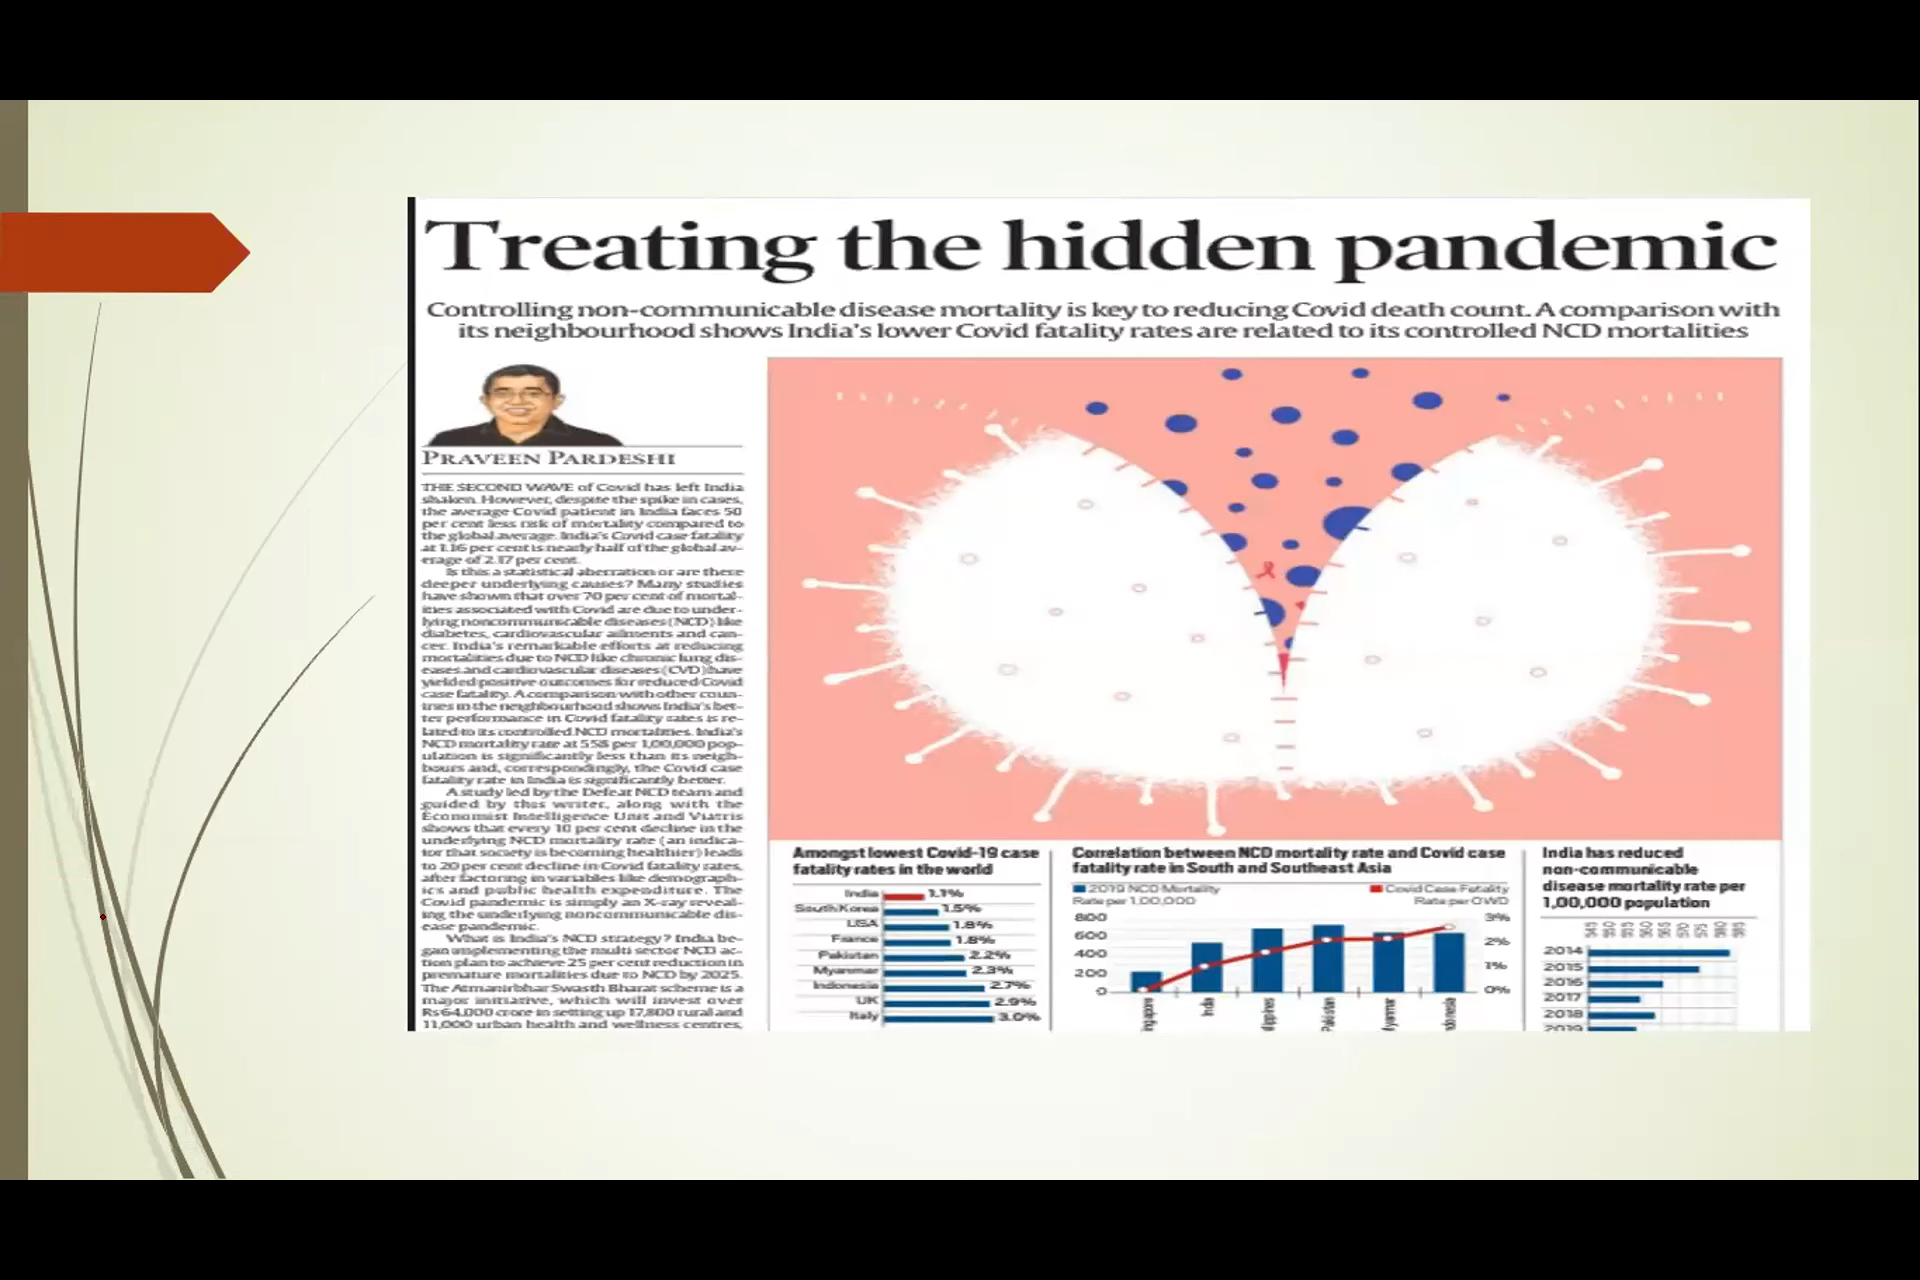 Treating the hidden pandemic
Controlling non-communicable disease mortality is key to reducing Covid death count. A comparison with
its neighbourhood shows India's lower Covid fatality rates are related to its controlled NCD mortalities
PRAVEEN PARDESHI
THE SECOND WAVE of Covid has left India
shaken. However, despite the spike in cases,
the average Covid patient in India faces 50
per cent less risk of mortality compared to
the global average. India's Covid case fatality
at 1.16 per cent is nearly half of the global av-
erage of 2.17 per cent.
Is this a statistical aberration or are there
deeper underlying causes? Many studies
have shown that over 70 per cent of mortal-
ities associated with Covid are due to under-
lying noncommunicable diseases (NCD) like
diabetes, cardiovascular ailments and can-
cer. India's remarkable efforts at reducing
mortalities due to NCD like chronic lung dis-
eases and cardiovascular diseases (CVD) have
yielded positive outcomes for reduced Covid
case fatality. A comparison with other coun-
tries in the neighbourhood shows India's bet-
ter performance in Covid fatality rates is re-
lated to its controlled NCD mortalities. India's
NCD mortality rate at 558 per 1,00,000 pop-
ulation is significantly less than its neigh-
bours and, correspondingly, the Covid case
fatality rate in India is significantly better.
A study led by the Defeat NCD team and
guided by this writer, along with the
Economist Intelligence Unit and Viatris
shows that every 10 per cent decline in the
underlying NCD mortality rate (an indica-
tor that society is becoming healthier) leads
to 20 per cent decline in Covid fatality rates,
after factoring in variables like demograph-
ics and public health expenditure. The
Covid pandemic is simply an X-ray reveal-
ing the underlying noncommunicable dis-
ease pandemic.
What is India's NCD strategy? India be-
gan implementing the multi sector NCD ac-
tion plan to achieve 25 per cent reduction in
premature mortalities due to NCD by 2025.
The Atmanirbhar Swasth Bharat scheme is a
major initiative, which will invest over
Rs 64,000 crore in setting up 17,800 rural and
11,000 urban health and wellness centres,
Amongst lowest Covid-19 case
fatality rates in the world
India 1.1%
South Korea 1.5%
USA 1.8%
France 1.8%
Pakistan 2.2%
Myanmar 2.3%
Indonesia 2.7%
UK 2.9%
Italy 3.0%
Correlation between NCD mortality rate and Covid case
fatality rate in South and Southeast Asia
2019 NCD Mortality
Rate per 1,00,000
Covid Case Fatality
Rate per OWD
800
600
400
200
0
3%
2%
1%
0%
ngapore
India
ilippines
Pakistan
lyanmar
donesia
India has reduced
non-communicable
disease mortality rate per
1,00,000 population
545 550 555 560 565 570 575 580 585
2014
2015
2016
2017
2018
2019